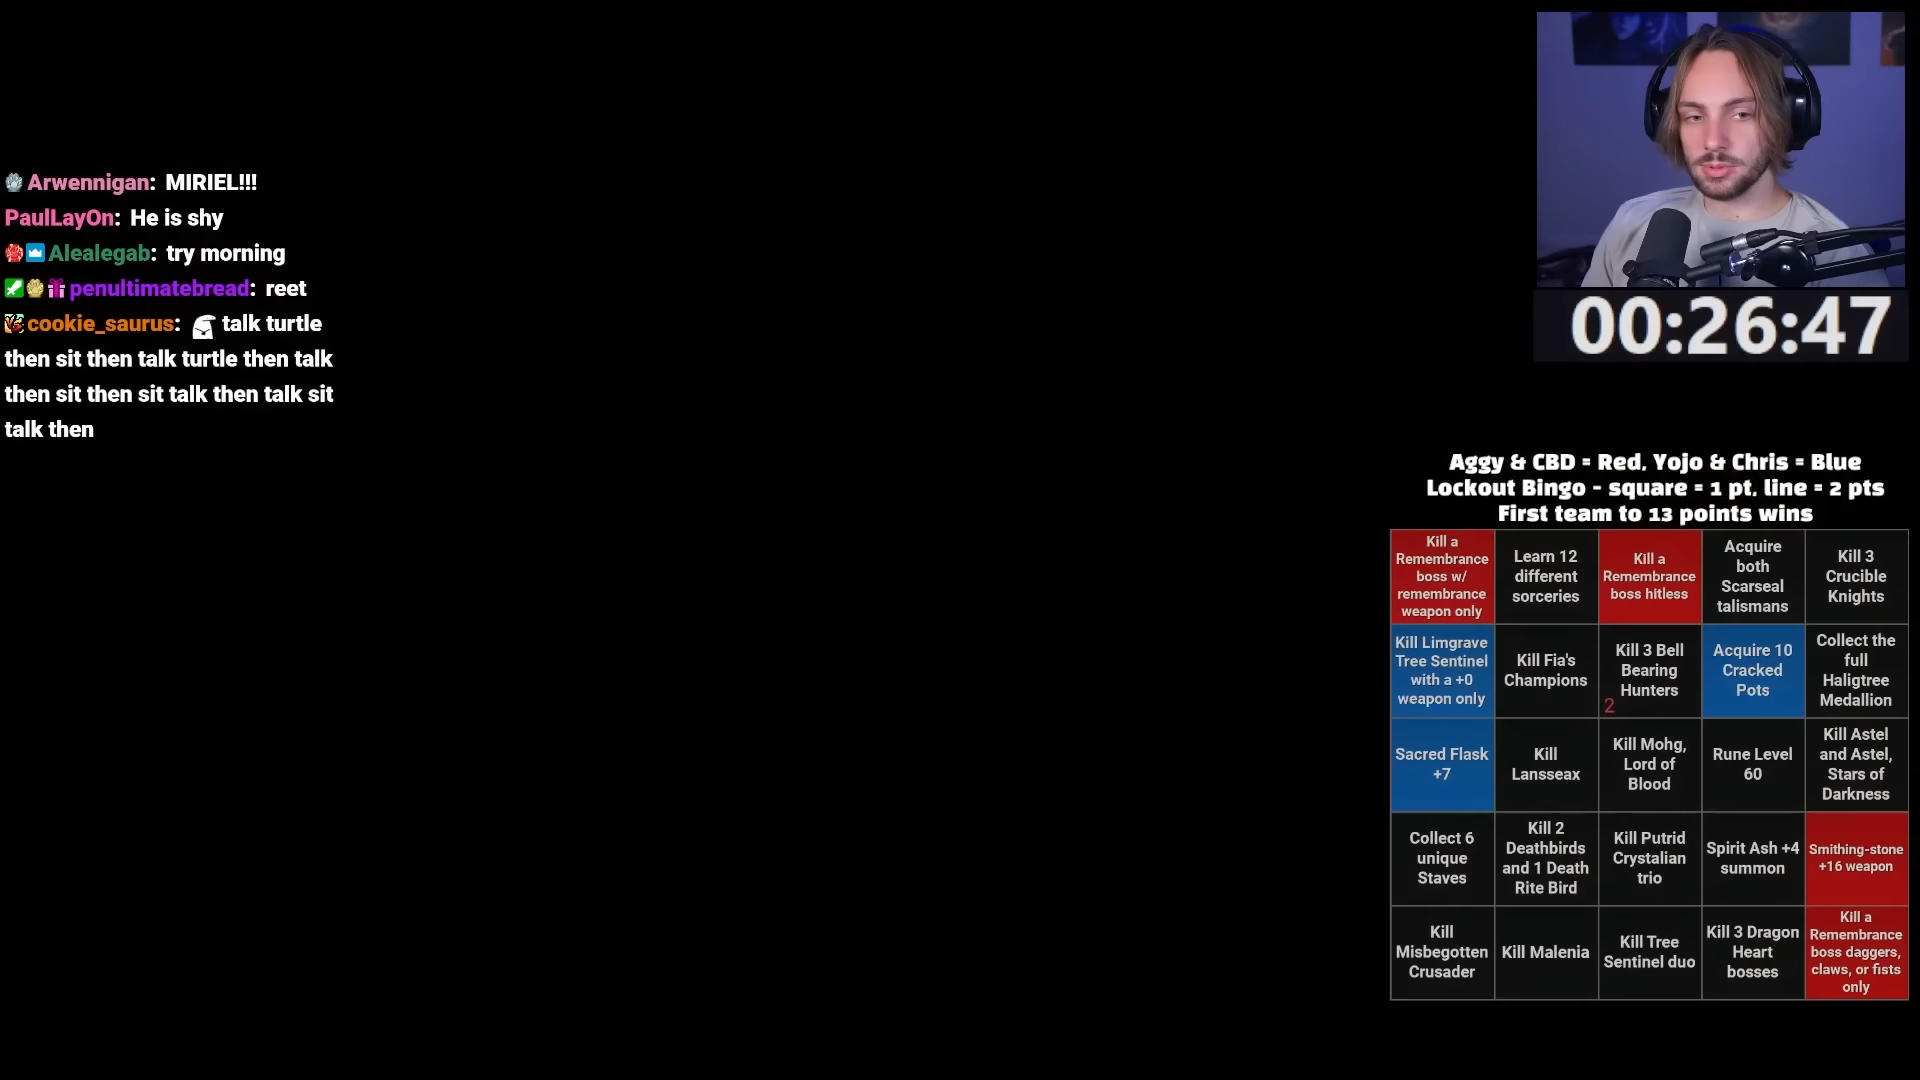 Arwennigan: MIRIEL!!!
PaulLayOn: He is shy
Alealegab: try morning
penultimatebread: reet
cookie_saurus: talk turtle
then sit then talk turtle then talk
then sit then sit talk then talk sit
talk then
00:26:47
Aggy & CBD = Red, Yojo & Chris = Blue
Lockout Bingo - square = 1 pt, line = 2 pts
First team to 13 points wins
Kill a
Remembrance
boss w/
remembrance
weapon only
Learn 12
different
sorceries
Kill a
Remembrance
boss hitless
Acquire
both
Scarseal
talismans
Kill 3
Crucible
Knights
Kill Limgrave
Tree Sentinel
with a +0
weapon only
Kill Fia's
Champions
Kill 3 Bell
Bearing
Hunters
2
Acquire 10
Cracked
Pots
Collect the
full
Haligtree
Medallion
Sacred Flask
+7
Kill
Lansseax
Kill Mohg,
Lord of
Blood
Rune Level
60
Kill Astel
and Astel,
Stars of
Darkness
Collect 6
unique
Staves
Kill 2
Deathbirds
and 1 Death
Rite Bird
Kill Putrid
Crystalian
trio
Spirit Ash +4
summon
Smithing-stone
+16 weapon
Kill
Misbegotten
Crusader
Kill Malenia
Kill Tree
Sentinel duo
Kill 3 Dragon
Heart
bosses
Kill a
Remembrance
boss daggers,
claws, or fists
only